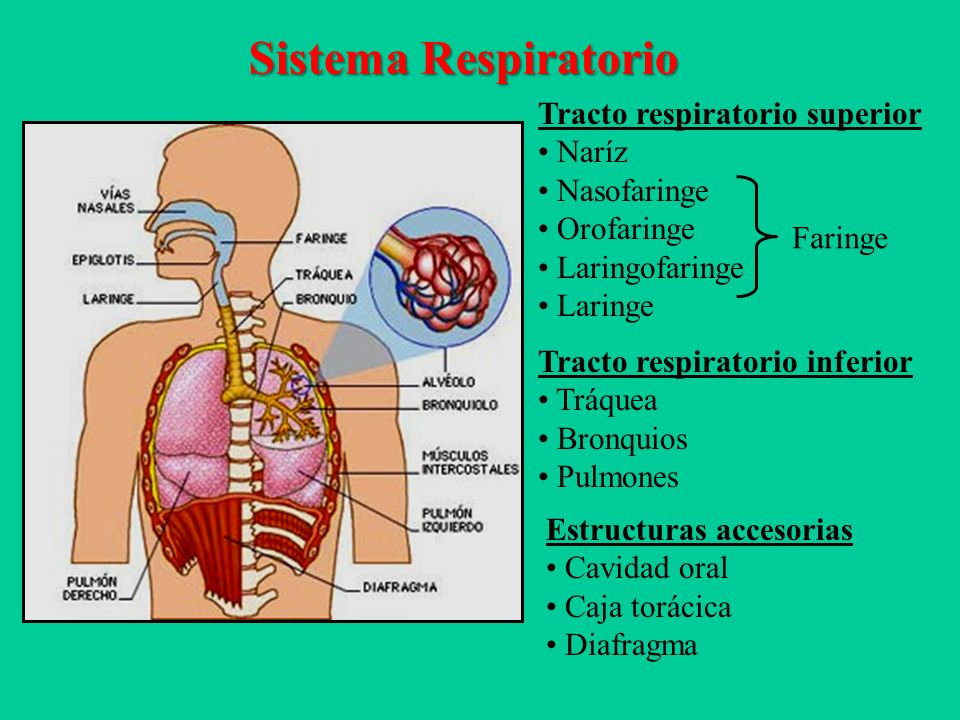 Sistema Respiratorio
Tracto respiratorio superior
• Naríz
• Nasofaringe
• Orofaringe
• Laringofaringe
• Laringe
Faringe
Tracto respiratorio inferior
• Tráquea
• Bronquios
• Pulmones
Estructuras accesorias
• Cavidad oral
• Caja torácica
• Diafragma
VÍAS
NASALES
EPIGLOTIS
LARINGE
FARINGE
TRÁQUEA
BRONQUIO
ALVÉOLO
BRONQUIOLO
MÚSCULOS
INTERCOSTALES
PULMÓN
IZQUIERDO
DIAFRAGMA
PULMÓN
DERECHO